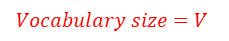 Vocabulary size = V